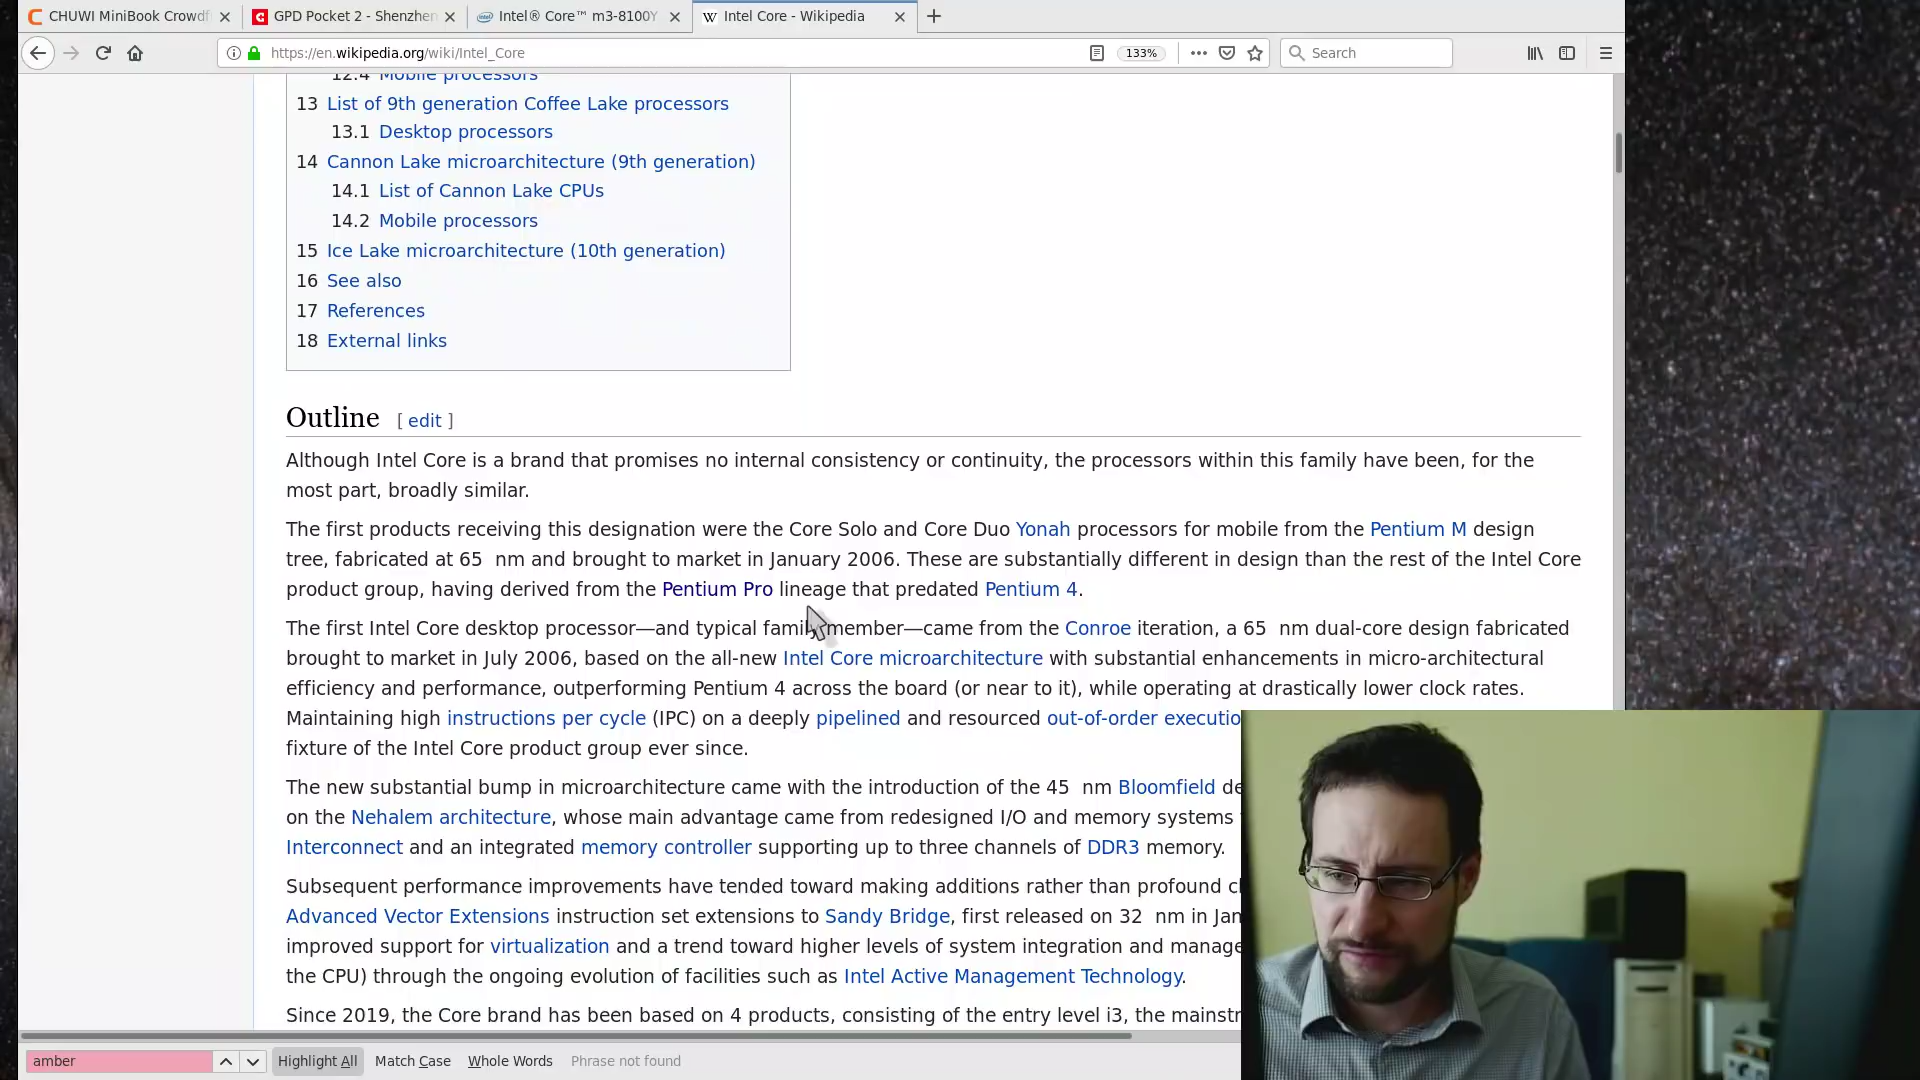 CHUWI MiniBook Crowdf
GPD Pocket 2 - Shenzhen
Intel® Core™ m3-8100Y
W Intel Core - Wikipedia
https://en.wikipedia.org/wiki/Intel_Core
133%
Search
12.4 Mobile processors
13 List of 9th generation Coffee Lake processors
13.1 Desktop processors
14 Cannon Lake microarchitecture (9th generation)
14.1 List of Cannon Lake CPUs
14.2 Mobile processors
15 Ice Lake microarchitecture (10th generation)
16 See also
17 References
18 External links
Outline [ edit ]
Although Intel Core is a brand that promises no internal consistency or continuity, the processors within this family have been, for the
most part, broadly similar.
The first products receiving this designation were the Core Solo and Core Duo Yonah processors for mobile from the Pentium M design
tree, fabricated at 65 nm and brought to market in January 2006. These are substantially different in design than the rest of the Intel Core
product group, having derived from the Pentium Pro lineage that predated Pentium 4.
The first Intel Core desktop processor—and typical family member—came from the Conroe iteration, a 65 nm dual-core design fabricated
brought to market in July 2006, based on the all-new Intel Core microarchitecture with substantial enhancements in micro-architectural
efficiency and performance, outperforming Pentium 4 across the board (or near to it), while operating at drastically lower clock rates.
Maintaining high instructions per cycle (IPC) on a deeply pipelined and resourced out-of-order executio
fixture of the Intel Core product group ever since.
The new substantial bump in microarchitecture came with the introduction of the 45 nm Bloomfield de
on the Nehalem architecture, whose main advantage came from redesigned I/O and memory systems
Interconnect and an integrated memory controller supporting up to three channels of DDR3 memory.
Subsequent performance improvements have tended toward making additions rather than profound c
Advanced Vector Extensions instruction set extensions to Sandy Bridge, first released on 32 nm in Jan
improved support for virtualization and a trend toward higher levels of system integration and manage
the CPU) through the ongoing evolution of facilities such as Intel Active Management Technology.
Since 2019, the Core brand has been based on 4 products, consisting of the entry level i3, the mainstr
amber
Highlight All
Match Case
Whole Words
Phrase not found